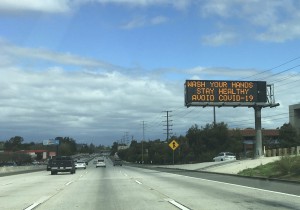 WASH YOUR HANDS
STAY HEALTHY
AVOID COVID-19